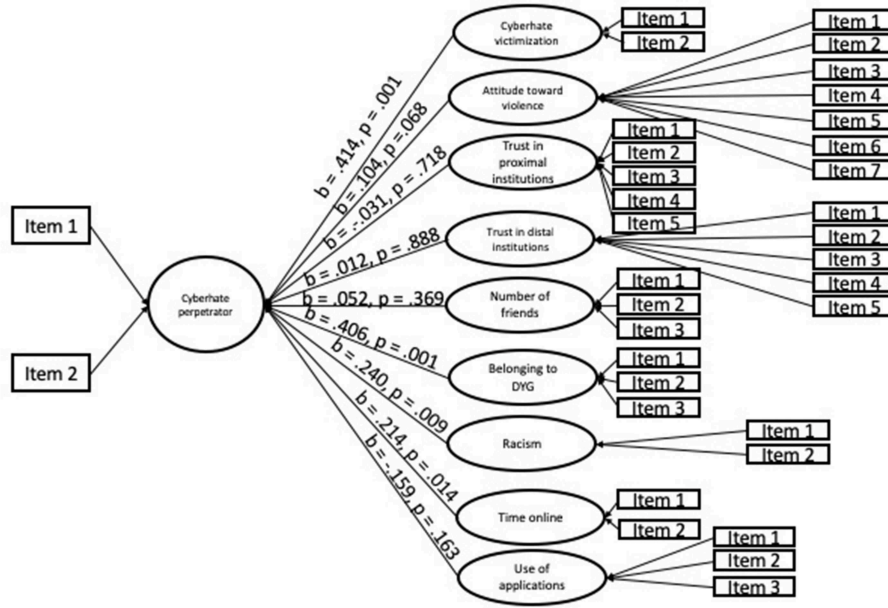 Item 1
Item 2
Cyberhate
perpetrator
b = .414, p = .001
b = .104, p = .068
b = -.031, p = .718
b = .012, p = .888
b = .052, p = .369
b = .406, p = .001
b = .240, p = .009
b = .214, p = .014
b = -.159, p = .163
Cyberhate
victimization
Item 1
Item 2
Attitude toward
violence
Item 1
Item 2
Item 3
Item 4
Item 5
Item 6
Item 7
Trust in
proximal
institutions
Item 1
Item 2
Item 3
Item 4
Item 5
Trust in distal
institutions
Item 1
Item 2
Item 3
Item 4
Item 5
Number of
friends
Item 1
Item 2
Item 3
Belonging to
DYG
Item 1
Item 2
Item 3
Racism
Item 1
Item 2
Time online
Item 1
Item 2
Use of
applications
Item 1
Item 2
Item 3